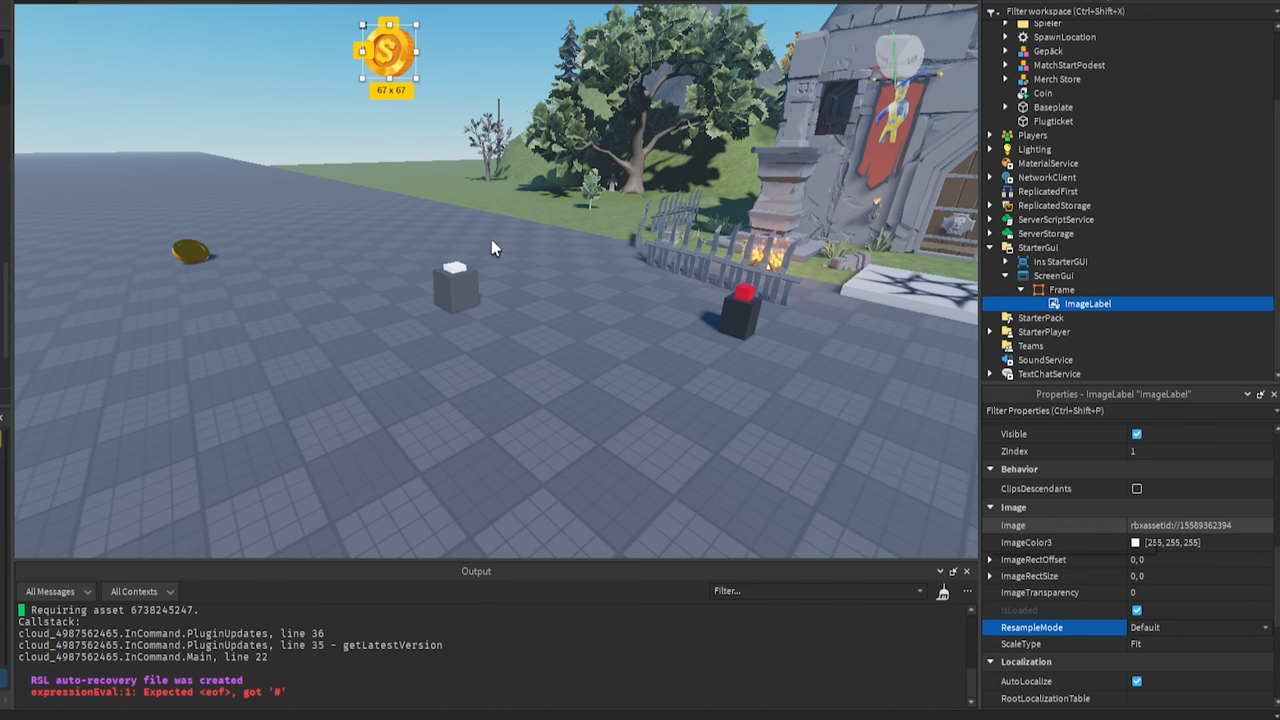 Filter workspace (Ctrl+Shift+X)
Spieler
SpawnLocation
Gepäck
MatchStartPodest
Merch Store
Coin
Baseplate
Flugticket
Players
Lighting
MaterialService
NetworkClient
ReplicatedFirst
ReplicatedStorage
ServerScriptService
ServerStorage
StarterGui
Ins StarterGUI
ScreenGui
Frame
ImageLabel
StarterPack
StarterPlayer
Teams
SoundService
TextChatService
S
67 x 67
Properties - ImageLabel "ImageLabel"
Filter Properties (Ctrl+Shift+P)
Visible
ZIndex 1
Behavior
ClipsDescendants
Image
Image rbxassetid://15589362394
ImageColor3 [255, 255, 255]
ImageRectOffset 0, 0
ImageRectSize 0, 0
ImageTransparency 0
IsLoaded
ResampleMode Default
ScaleType Fit
Localization
AutoLocalize
RootLocalizationTable
Output
All Messages All Contexts Filter...
Requiring asset 6738245247.
Callstack:
cloud_4987562465.InCommand.PluginUpdates, line 36
cloud_4987562465.InCommand.PluginUpdates, line 35 - getLatestVersion
cloud_4987562465.InCommand.Main, line 22
RSL auto-recovery file was created
expressionEval:1: Expected <eof>, got '#'